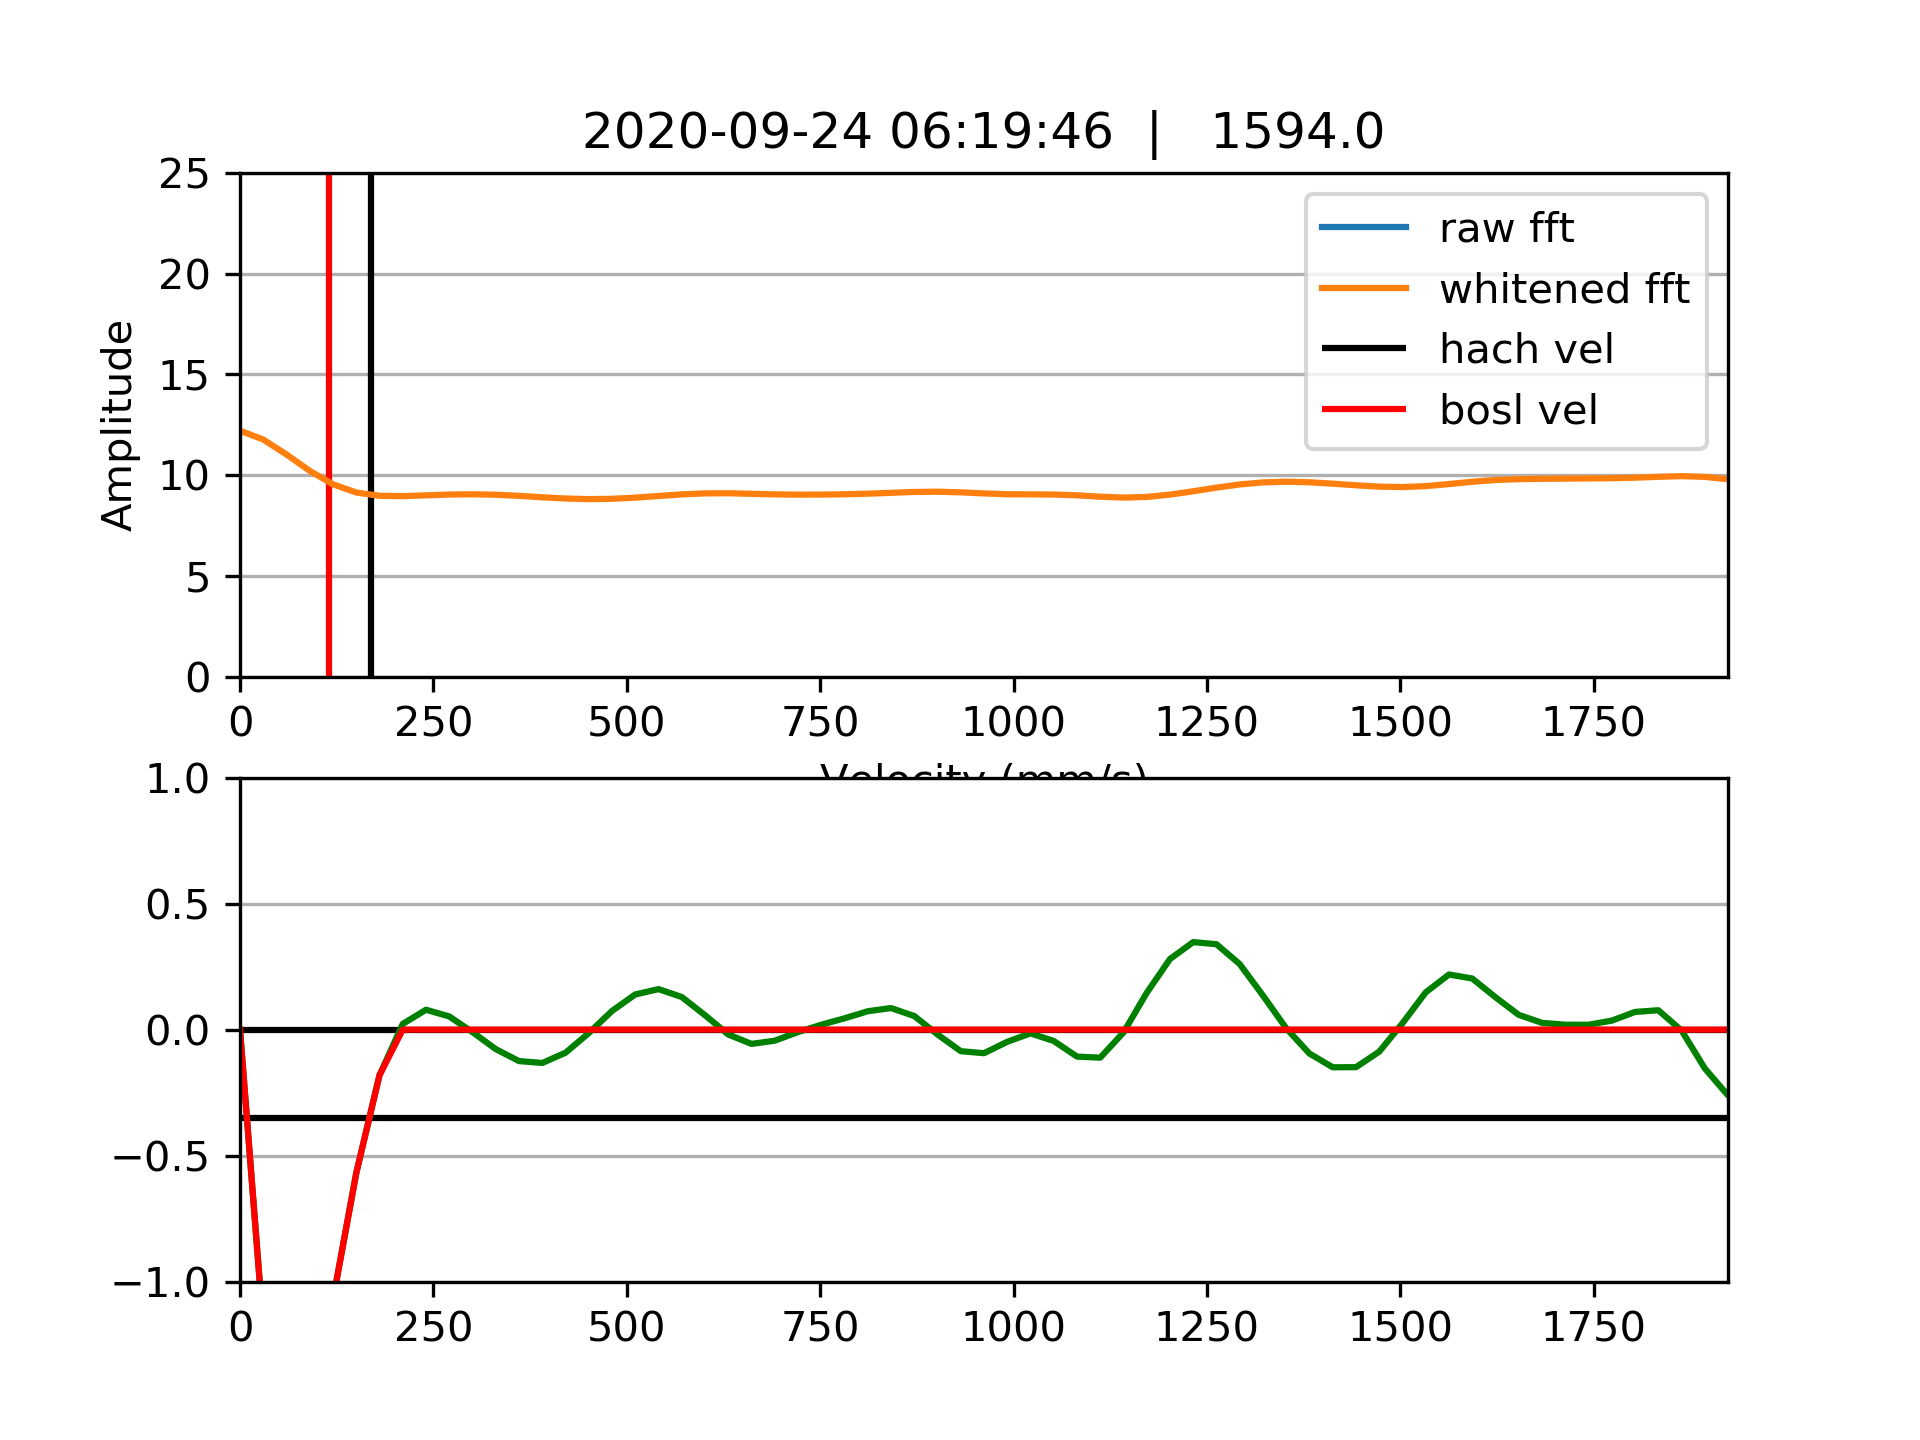 2020-09-24 06:19:46 | 1594.0
25
20
15
10
5
0
Amplitude
raw fft
whitened fft
hach vel
bosl vel
0 250 500 750 1000 1250 1500 1750
Velocity (mm/s)
1.0
0.5
0.0
−0.5
−1.0
0 250 500 750 1000 1250 1500 1750